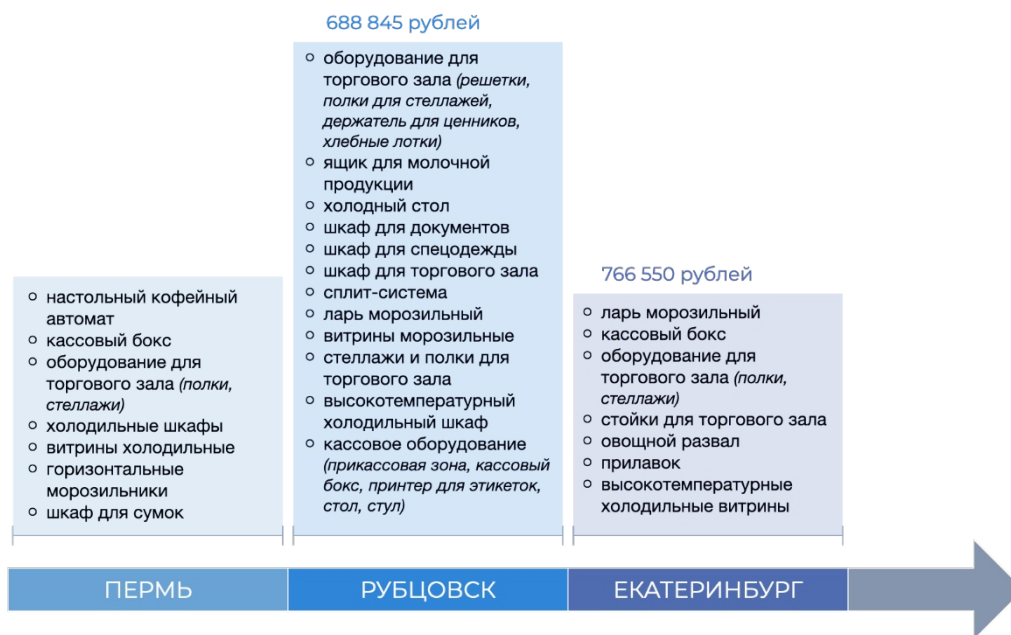 688 845 рублей
○ оборудование для
торгового зала (решетки,
полки для стеллажей,
держатель для ценников,
хлебные лотки)
○ ящик для молочной
продукции
○ холодный стол
○ шкаф для документов
○ шкаф для спецодежды
○ шкаф для торгового зала
○ сплит-система
○ ларь морозильный
○ витрины морозильные
○ стеллажи и полки для
торгового зала
○ высокотемпературный
холодильный шкаф
○ кассовое оборудование
(прикассовая зона, кассовый
бокс, принтер для этикеток,
стол, стул)
766 550 рублей
○ настольный кофейный
автомат
○ кассовый бокс
○ оборудование для
торгового зала (полки,
стеллажи)
○ холодильные шкафы
○ витрины холодильные
○ горизонтальные
морозильники
○ шкаф для сумок
○ ларь морозильный
○ кассовый бокс
○ оборудование для
торгового зала (полки,
стеллажи)
○ стойки для торгового зала
○ овощной развал
○ прилавок
○ высокотемпературные
холодильные витрины
ПЕРМЬ
РУБЦОВСК
ЕКАТЕРИНБУРГ